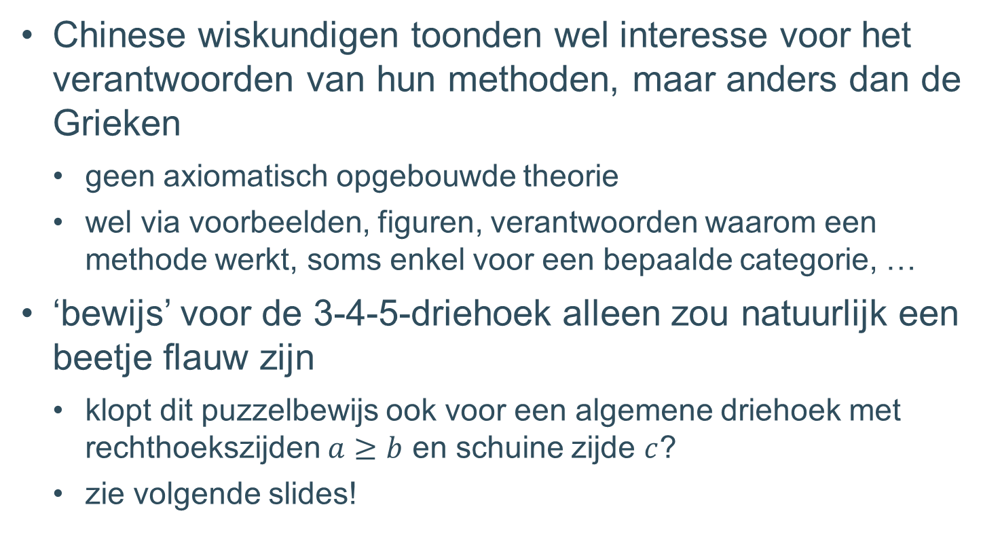 • Chinese wiskundigen toonden wel interesse voor het
verantwoorden van hun methoden, maar anders dan de
Grieken
• geen axiomatisch opgebouwde theorie
• wel via voorbeelden, figuren, verantwoorden waarom een
methode werkt, soms enkel voor een bepaalde categorie, …
• ‘bewijs’ voor de 3-4-5-driehoek alleen zou natuurlijk een
beetje flauw zijn
• klopt dit puzzelbewijs ook voor een algemene driehoek met
rechthoekszijden 𝑎 ≥ 𝑏 en schuine zijde 𝑐?
• zie volgende slides!